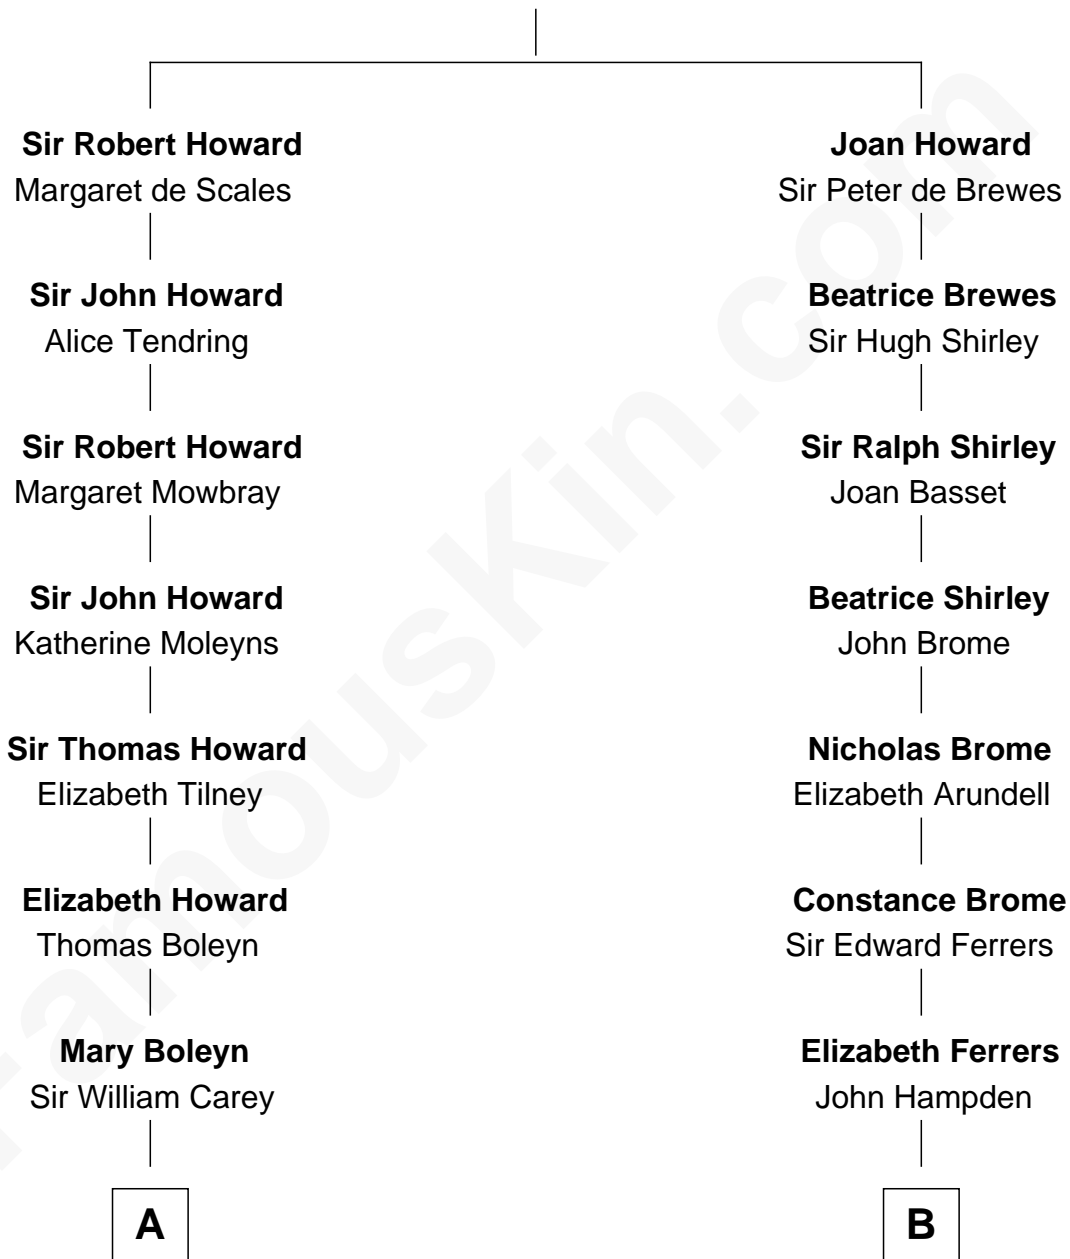 Sir Robert Howard
Margaret de Scales
Sir John Howard
Alice Tendring
Sir Robert Howard
Margaret Mowbray
Sir John Howard
Katherine Moleyns
Sir Thomas Howard
Elizabeth Tilney
Elizabeth Howard
Thomas Boleyn
Mary Boleyn
Sir William Carey
A
Joan Howard
Sir Peter de Brewes
Beatrice Brewes
Sir Hugh Shirley
Sir Ralph Shirley
Joan Basset
Beatrice Shirley
John Brome
Nicholas Brome
Elizabeth Arundell
Constance Brome
Sir Edward Ferrers
Elizabeth Ferrers
John Hampden
B
FamousKin.com